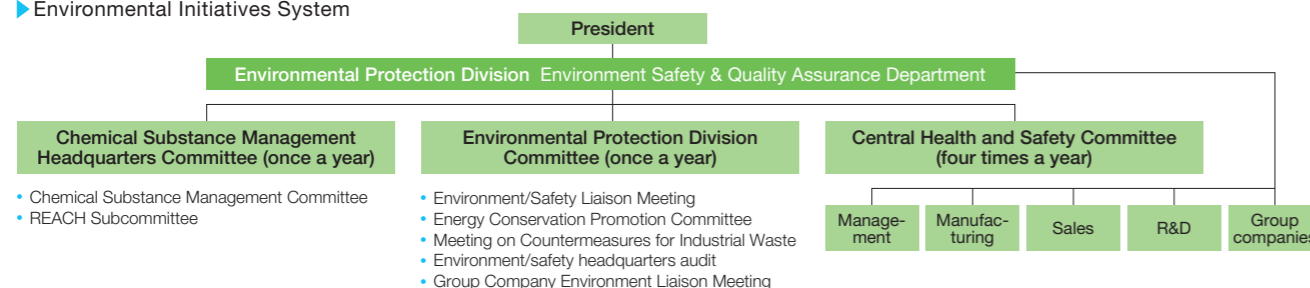 Environmental Initiatives System
President
Environmental Protection Division Environment Safety & Quality Assurance Department
Chemical Substance Management
Headquarters Committee (once a year)
• Chemical Substance Management Committee
• REACH Subcommittee
Environmental Protection Division
Committee (once a year)
• Environment/Safety Liaison Meeting
• Energy Conservation Promotion Committee
• Meeting on Countermeasures for Industrial Waste
• Environment/safety headquarters audit
• Group Company Environment Liaison Meeting
Central Health and Safety Committee
(four times a year)
Manage-
ment
Manufac-
turing
Sales
R&D
Group
companies